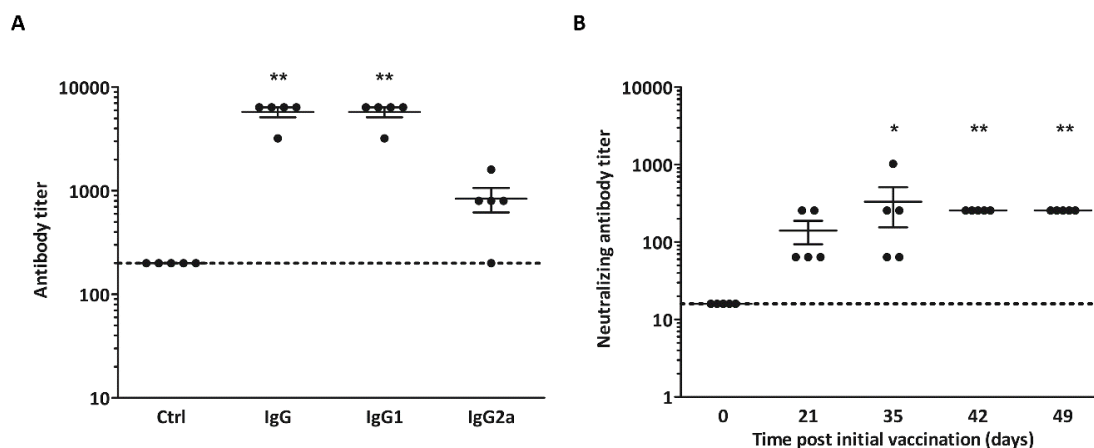 A
B
** **
* ** **
10000
1000
100
10
Antibody titer
Ctrl IgG IgG1 IgG2a
10000
1000
100
10
1
Neutralizing antibody titer
0 21 35 42 49
Time post initial vaccination (days)